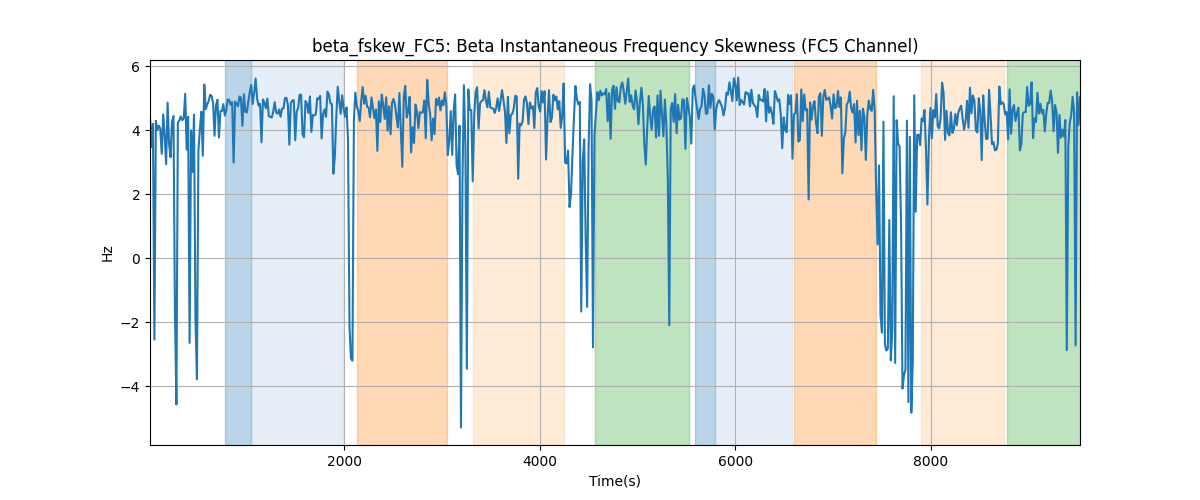 beta_fskew_FC5: Beta Instantaneous Frequency Skewness (FC5 Channel)
6
4
2
0
−2
−4
Hz
2000 4000 6000 8000
Time(s)